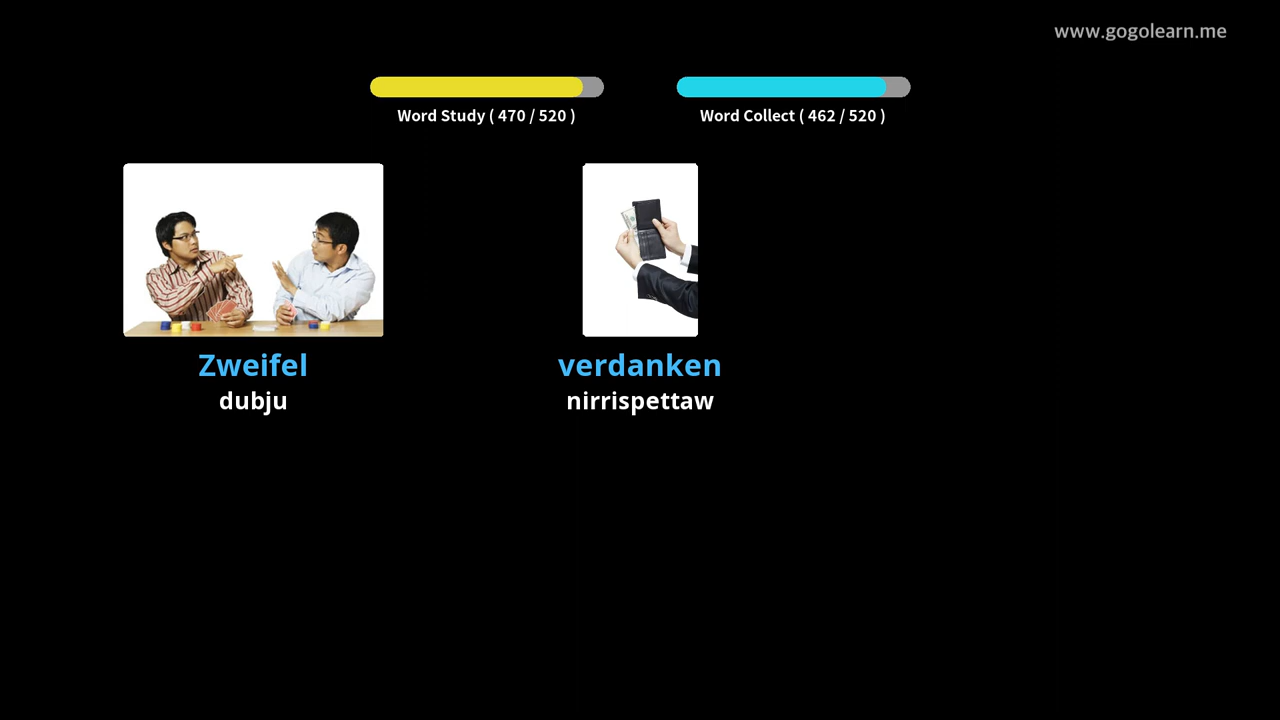 www.gogolearn.me
Word Study ( 470 / 520 )
Word Collect ( 462 / 520 )
Zweifel
dubju
verdanken
nirrispettaw